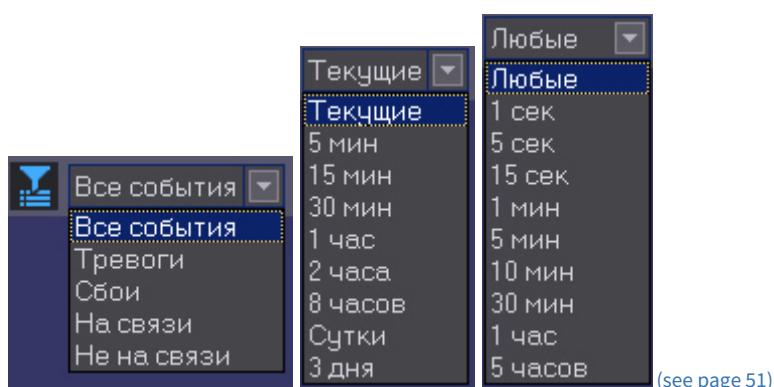 Все события
Все события
Тревоги
Сбои
На связи
Не на связи
Текущие
Текущие
5 мин
15 мин
30 мин
1 час
2 часа
8 часов
Сутки
3 дня
Любые
Любые
1 сек
5 сек
15 сек
1 мин
5 мин
10 мин
30 мин
1 час
5 часов
(see page 51)